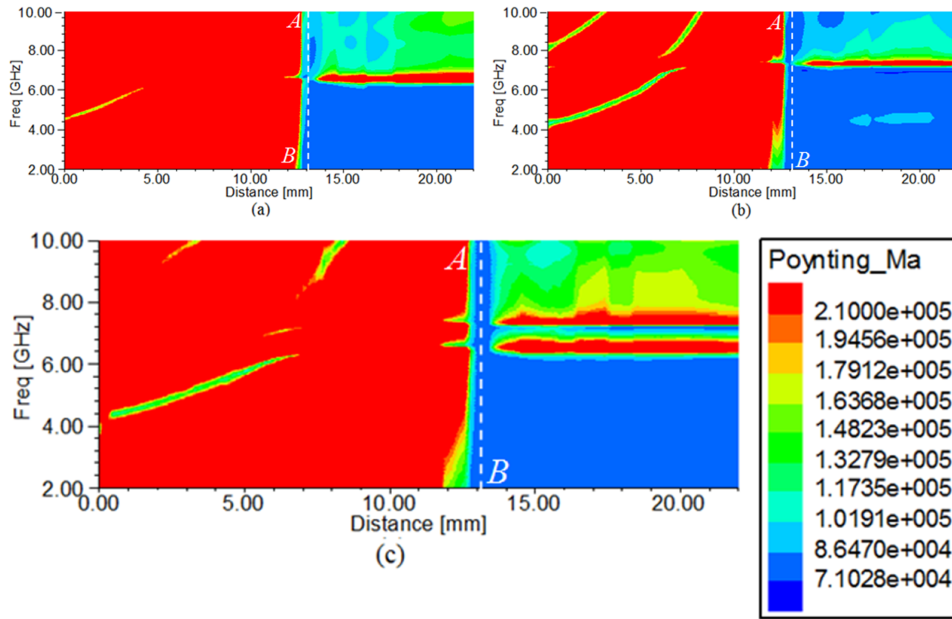 10.00
8.00
6.00
4.00
2.00
Freq [GHz]
A
B
0.00 5.00 10.00 15.00 20.00
Distance [mm]
(a)
10.00
8.00
6.00
4.00
2.00
Freq [GHz]
A
B
0.00 5.00 10.00 15.00 20.00
Distance [mm]
(b)
10.00
8.00
6.00
4.00
2.00
Freq [GHz]
A
B
0.00 5.00 10.00 15.00 20.00
Distance [mm]
(c)
Poynting_Ma
2.1000e+005
1.9456e+005
1.7912e+005
1.6368e+005
1.4823e+005
1.3279e+005
1.1735e+005
1.0191e+005
8.6470e+004
7.1028e+004